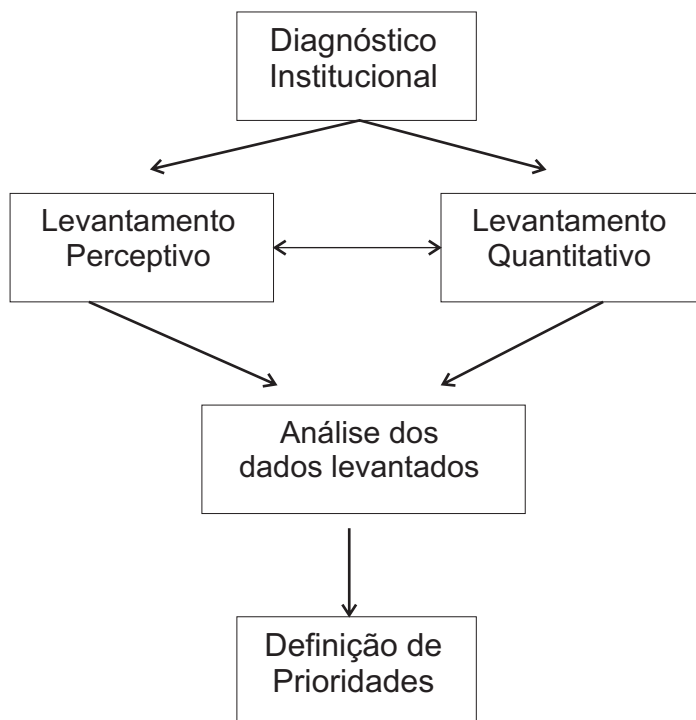 Diagnóstico
Institucional
Levantamento
Perceptivo
Levantamento
Quantitativo
Análise dos
dados levantados
Definição de
Prioridades